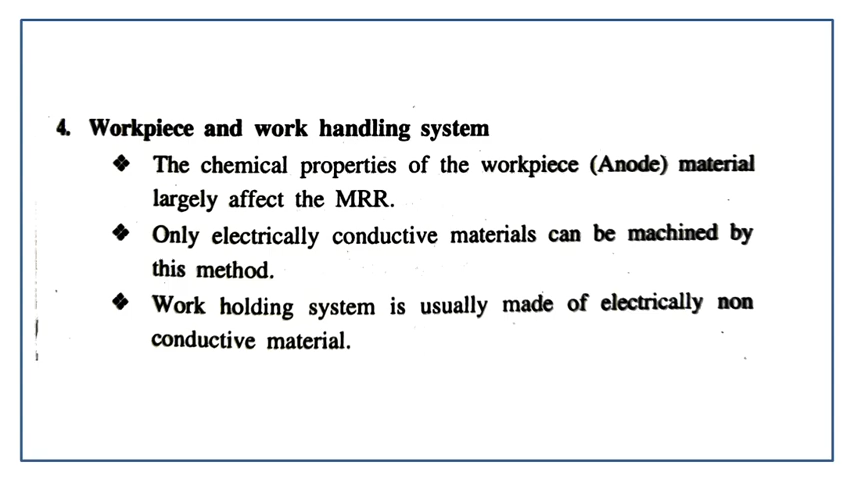 4. Workpiece and work handling system
❖ The chemical properties of the workpiece (Anode) material
largely affect the MRR.
❖ Only electrically conductive materials can be machined by
this method.
❖ Work holding system is usually made of electrically non
conductive material.